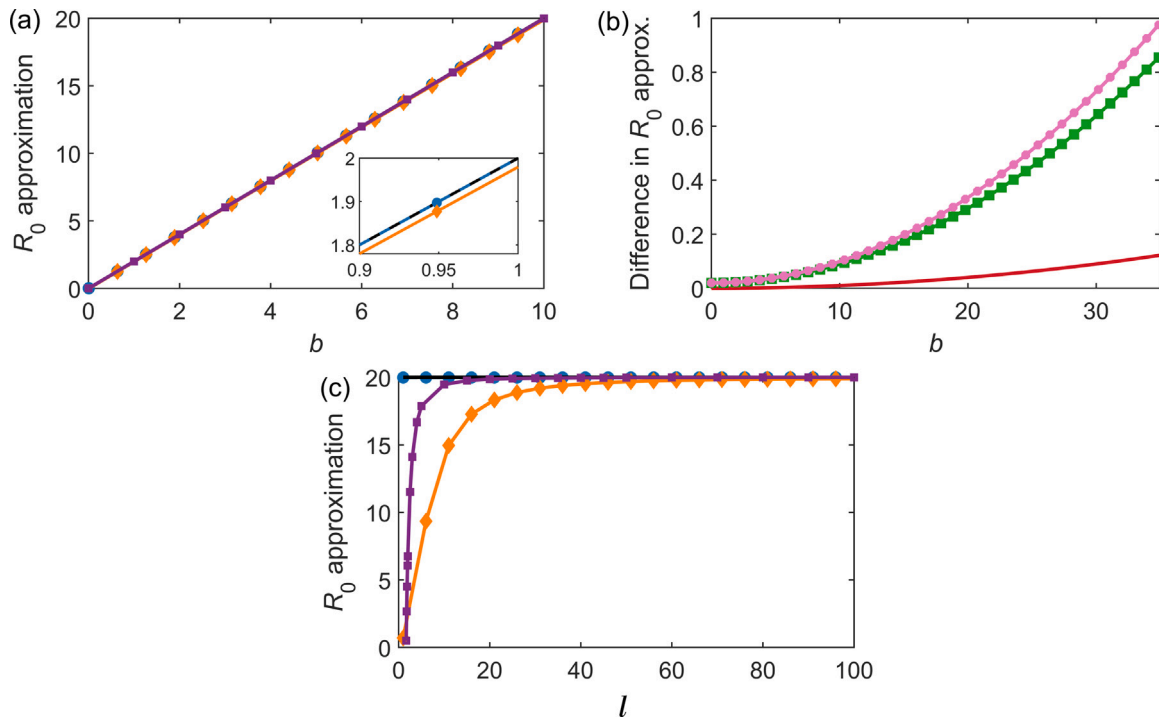 (a)
R0 approximation
20
15
10
5
0
0 2 4 6 8 10
b
2
1.9
1.8
0.9 0.95 1
(b)
Difference in R0 approx.
1
0.8
0.6
0.4
0.2
0
0 10 20 30
b
(c)
R0 approximation
20
15
10
5
0
0 20 40 60 80 100
l